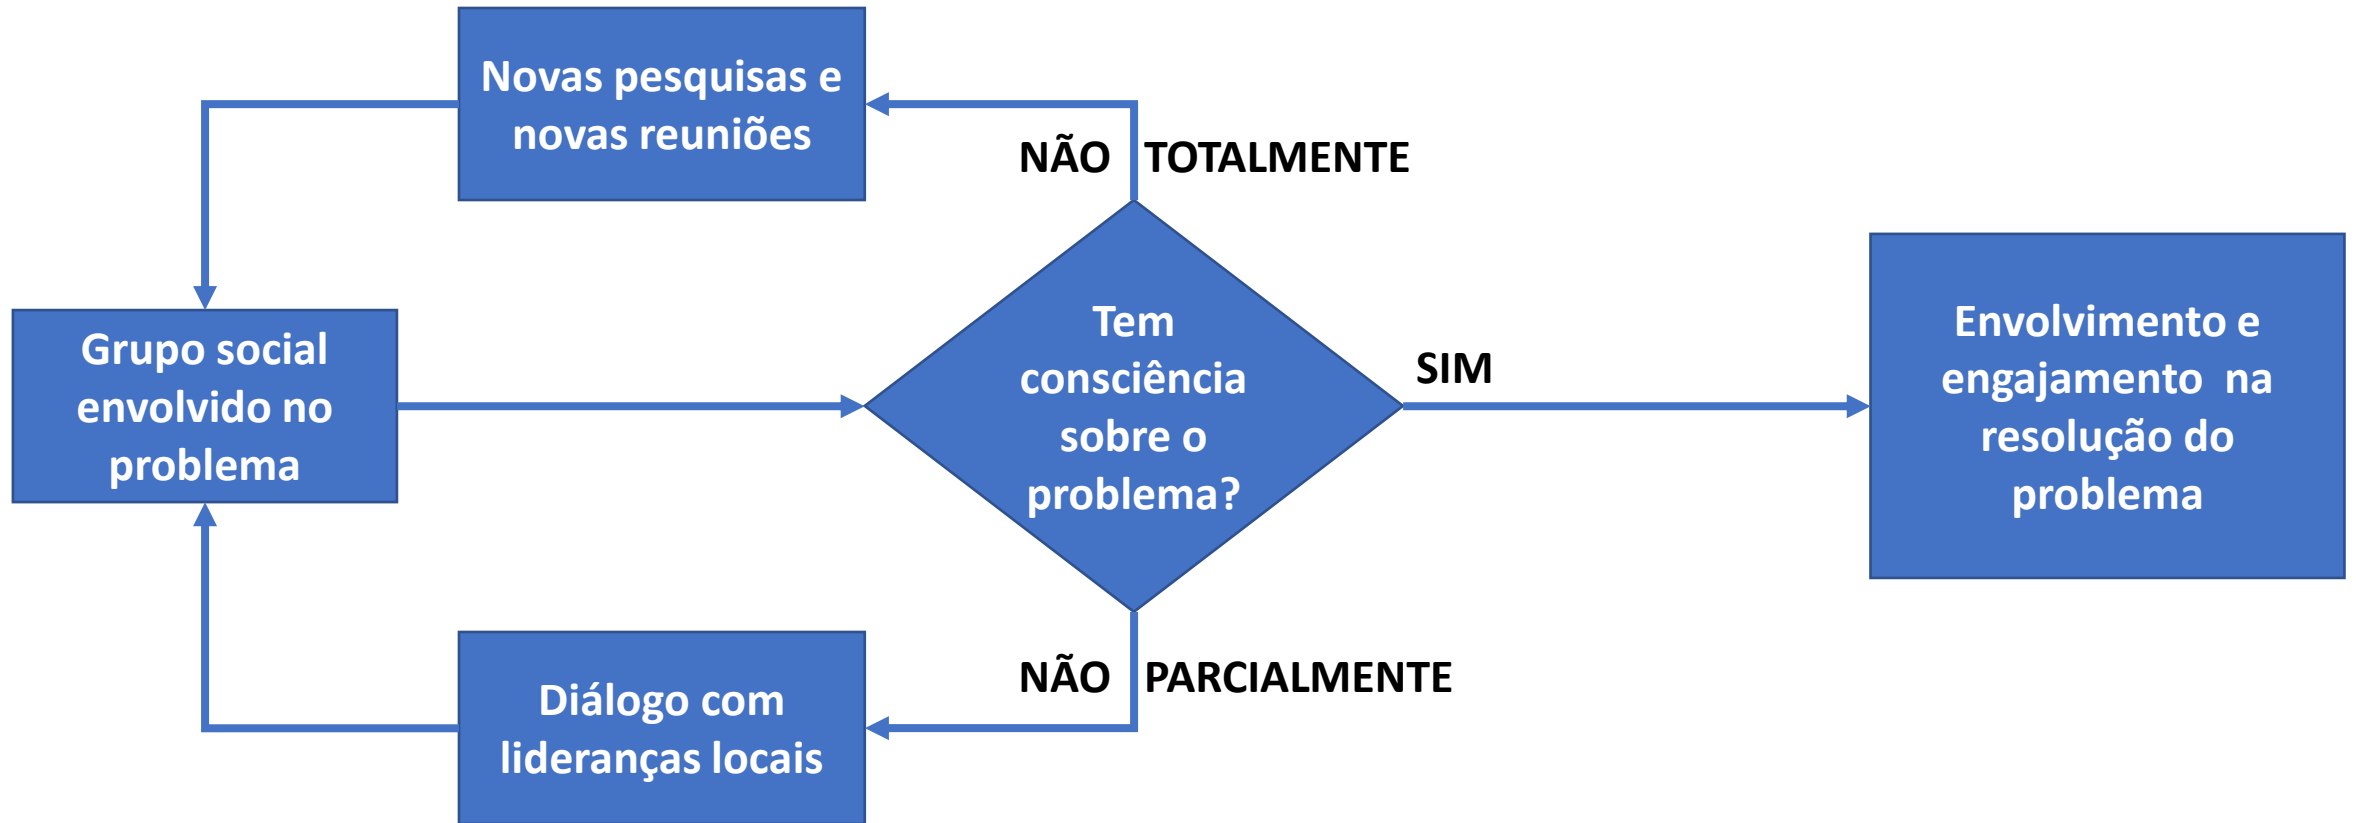 Novas pesquisas e
novas reuniões
NÃO TOTALMENTE
Grupo social
envolvido no
problema
Tem
consciência
sobre o
problema?
SIM
Envolvimento e
engajamento na
resolução do
problema
NÃO PARCIALMENTE
Diálogo com
lideranças locais